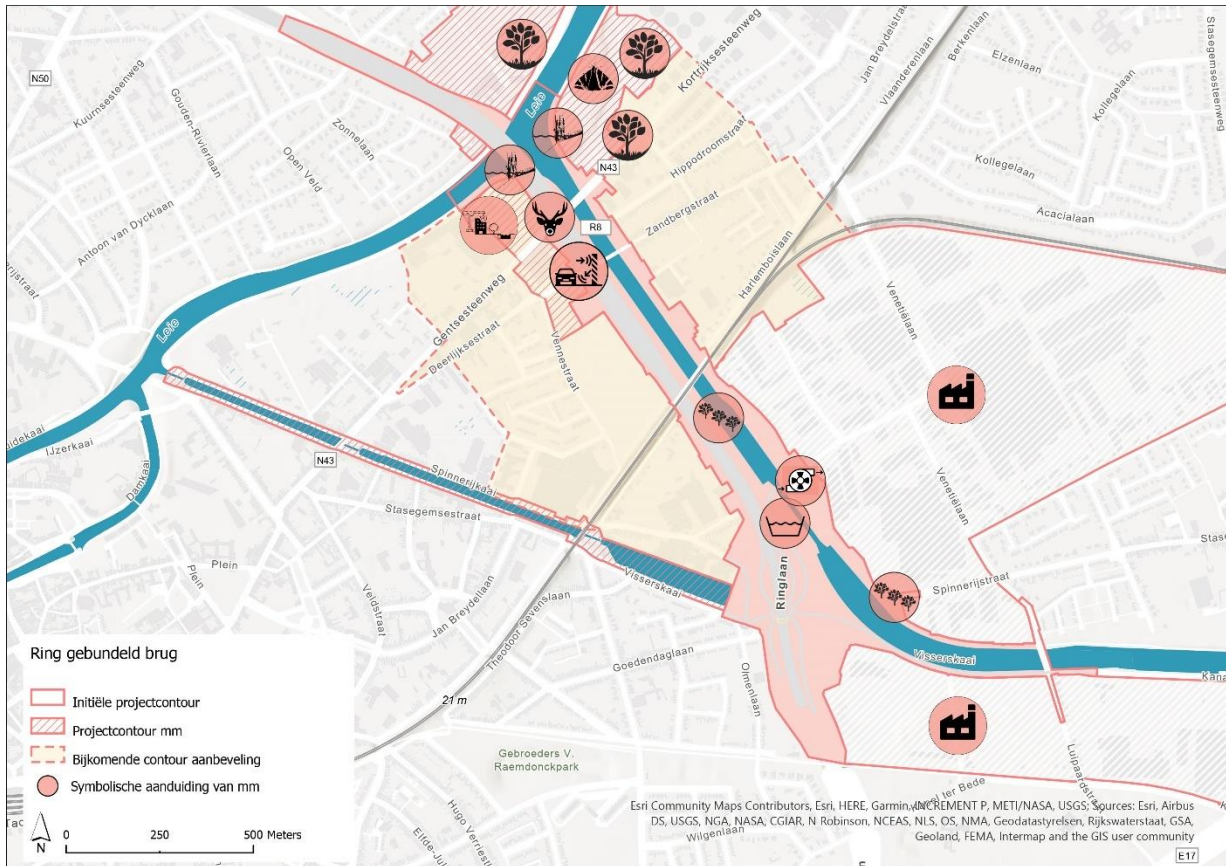 N50
Kuurnsesteenweg
Gouden-Rivierlaan
Zonnelaan
Open Veld
Antoon van Dycklaan
Leie
Kortrijksesteenweg
Jan Breydelstraat
Vlaanderenlaan
Berkenlaan
Elzenlaan
Kollegelaan
Stasegemsesteenweg
Kollegelaan
Acacialaan
Hippodroomstraat
N43
Zandbergstraat
R8
Harlemboislaan
Gentsesteenweg
Deerlijksestraat
Vennestraat
Venetiëlaan
Leie
IJzerkaai
Damkaai
N43
Spinnerijkaai
Stasegemsestraat
Plein
Plein
Veldstraat
Jan Breydellaan
Visserskaai
Theodoor Sevenslaan
Goedendaglaan
Olmenlaan
Ringlaan
Venetiëlaan
Spinnerijstraat
Visserskaai
21 m
Gebroeders V.
Raemdonckpark
Hugo Verriest
Wilgenlaan
Ring gebundeld brug
Initiële projectcontour
Projectcontour mm
Bijkomende contour aanbeveling
Symbolische aanduiding van mm
N
0 250 500 Meters
Esri Community Maps Contributors, Esri, HERE, Garmin, INCREMENT P, METI/NASA, USGS; Sources: Esri, Airbus
DS, USGS, NGA, NASA, CGIAR, N Robinson, NCEAS, NLS, OS, NMA, Geodatastyrelsen, Rijkswaterstaat, GSA,
Geoland, FEMA, Intermap and the GIS user community
E17